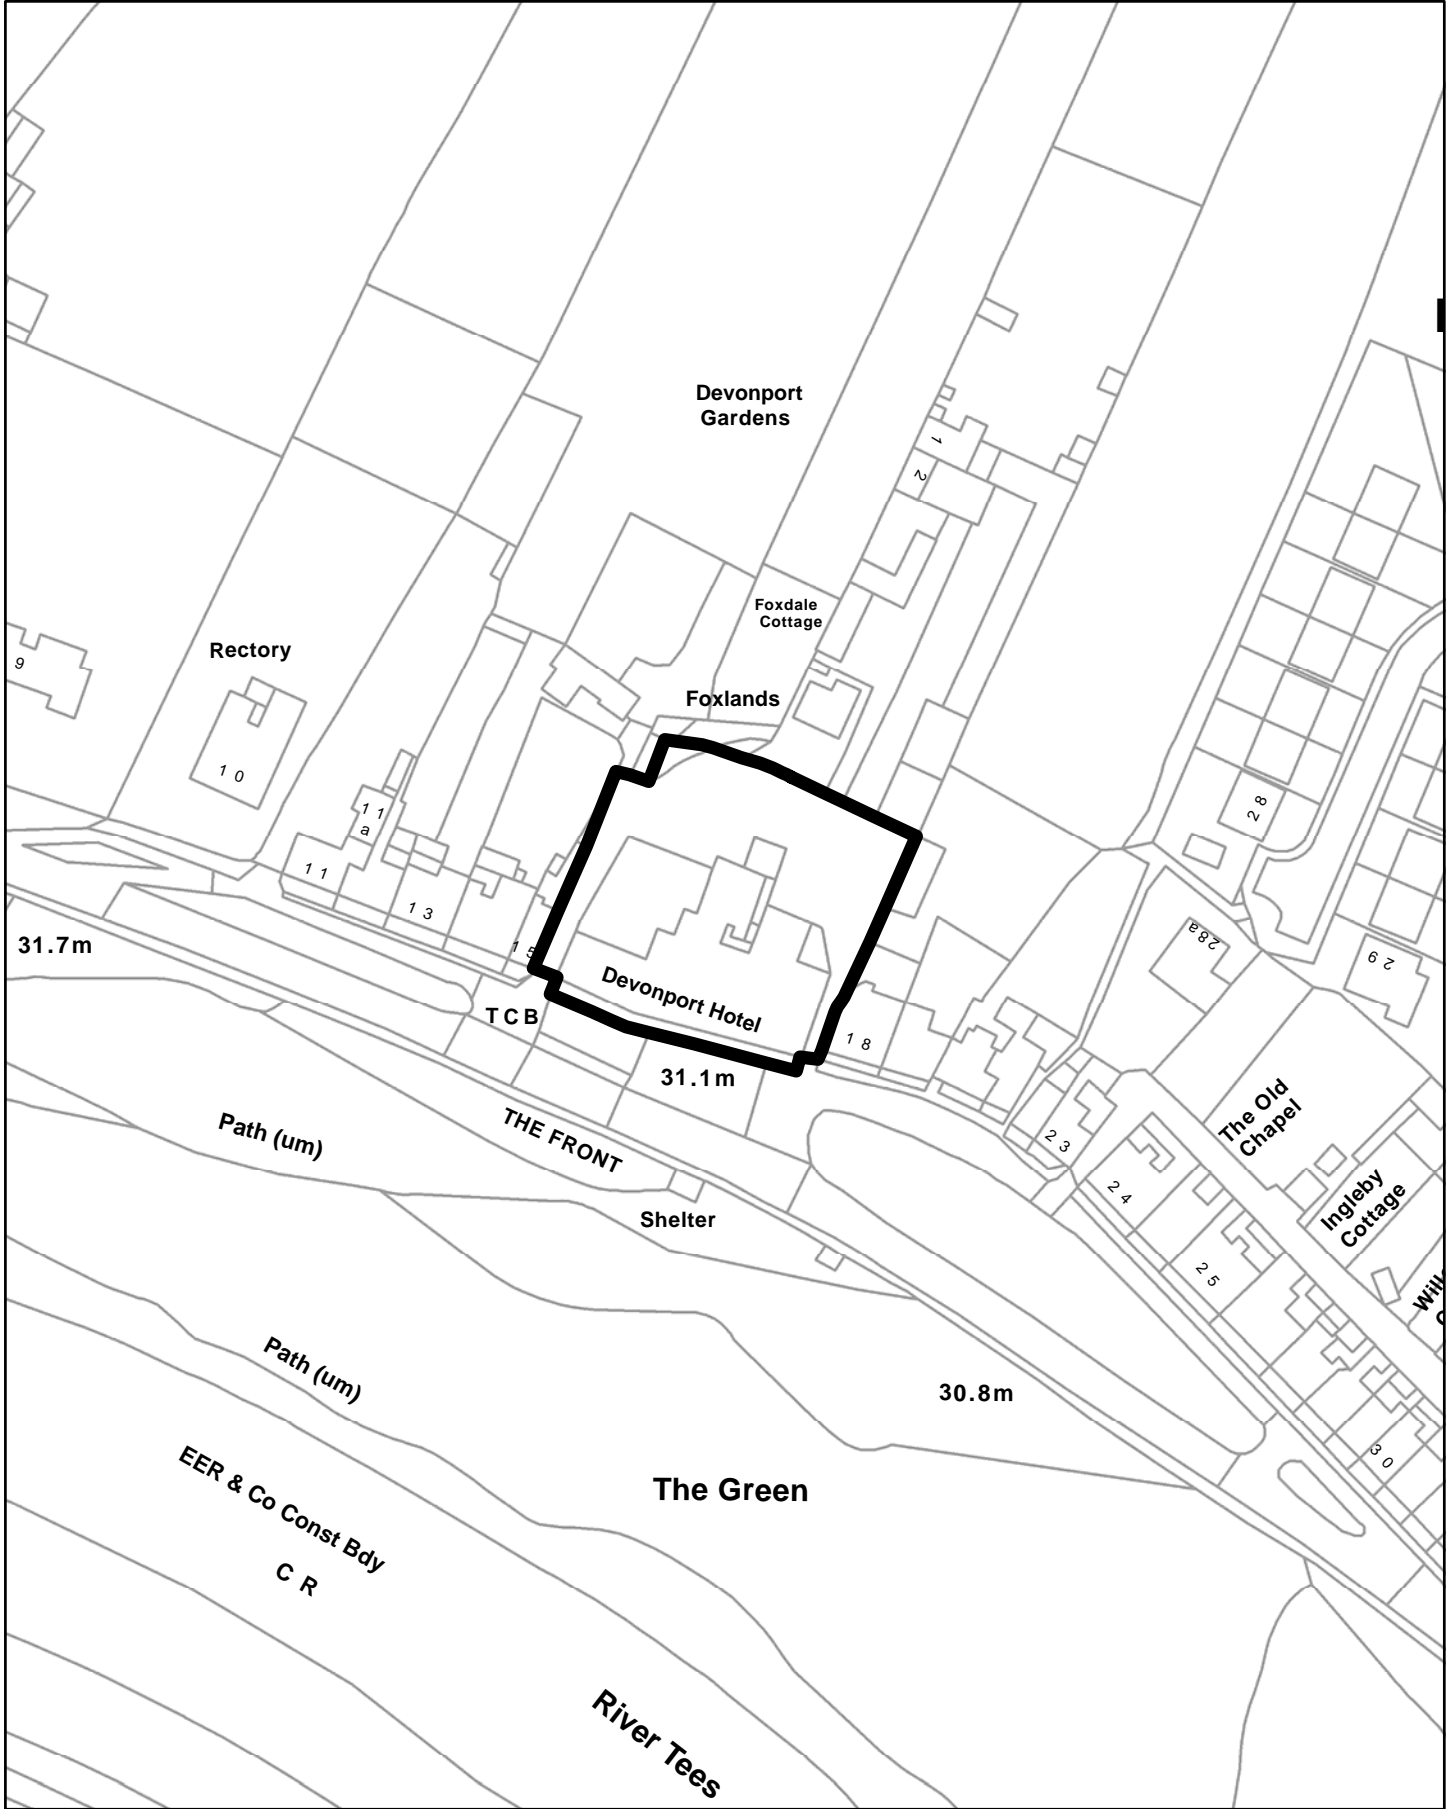 Devonport
Gardens
1
2
Foxdale
Cottage
Rectory
9
Foxlands
10
11
a
28
11
13
15
28a
29
31.7m
Devonport Hotel
TCB
18
31.1m
The Old
Chapel
Path (um)
THE FRONT
23
24
Ingleby
Cottage
Shelter
25
Path (um)
30.8m
30
EER & Co Const Bdy
The Green
C R
River Tees